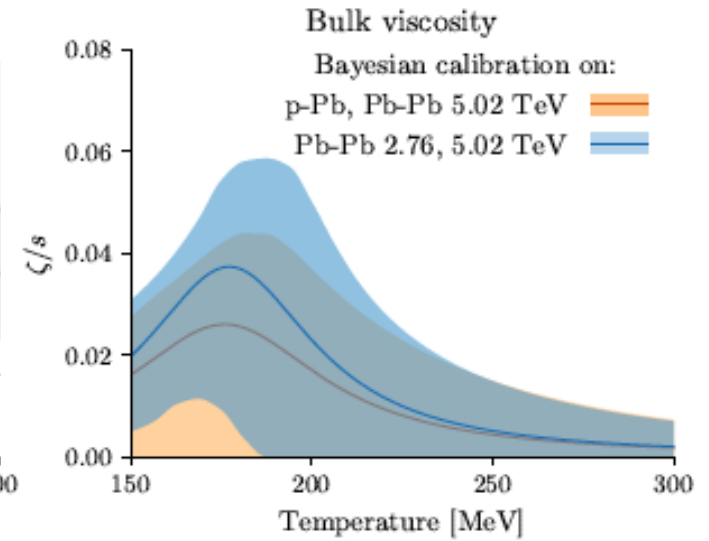 Bulk viscosity
Bayesian calibration on:
p-Pb, Pb-Pb 5.02 TeV
Pb-Pb 2.76, 5.02 TeV
0.08
0.06
0.04
0.02
0.00
ζ/s
00
150
200
250
300
Temperature [MeV]